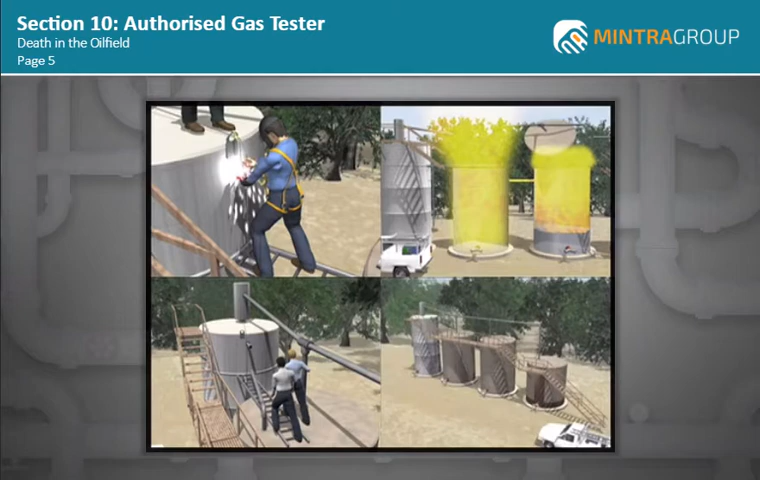 Section 10: Authorised Gas Tester
Death in the Oilfield
Page 5
MINTRAGROUP